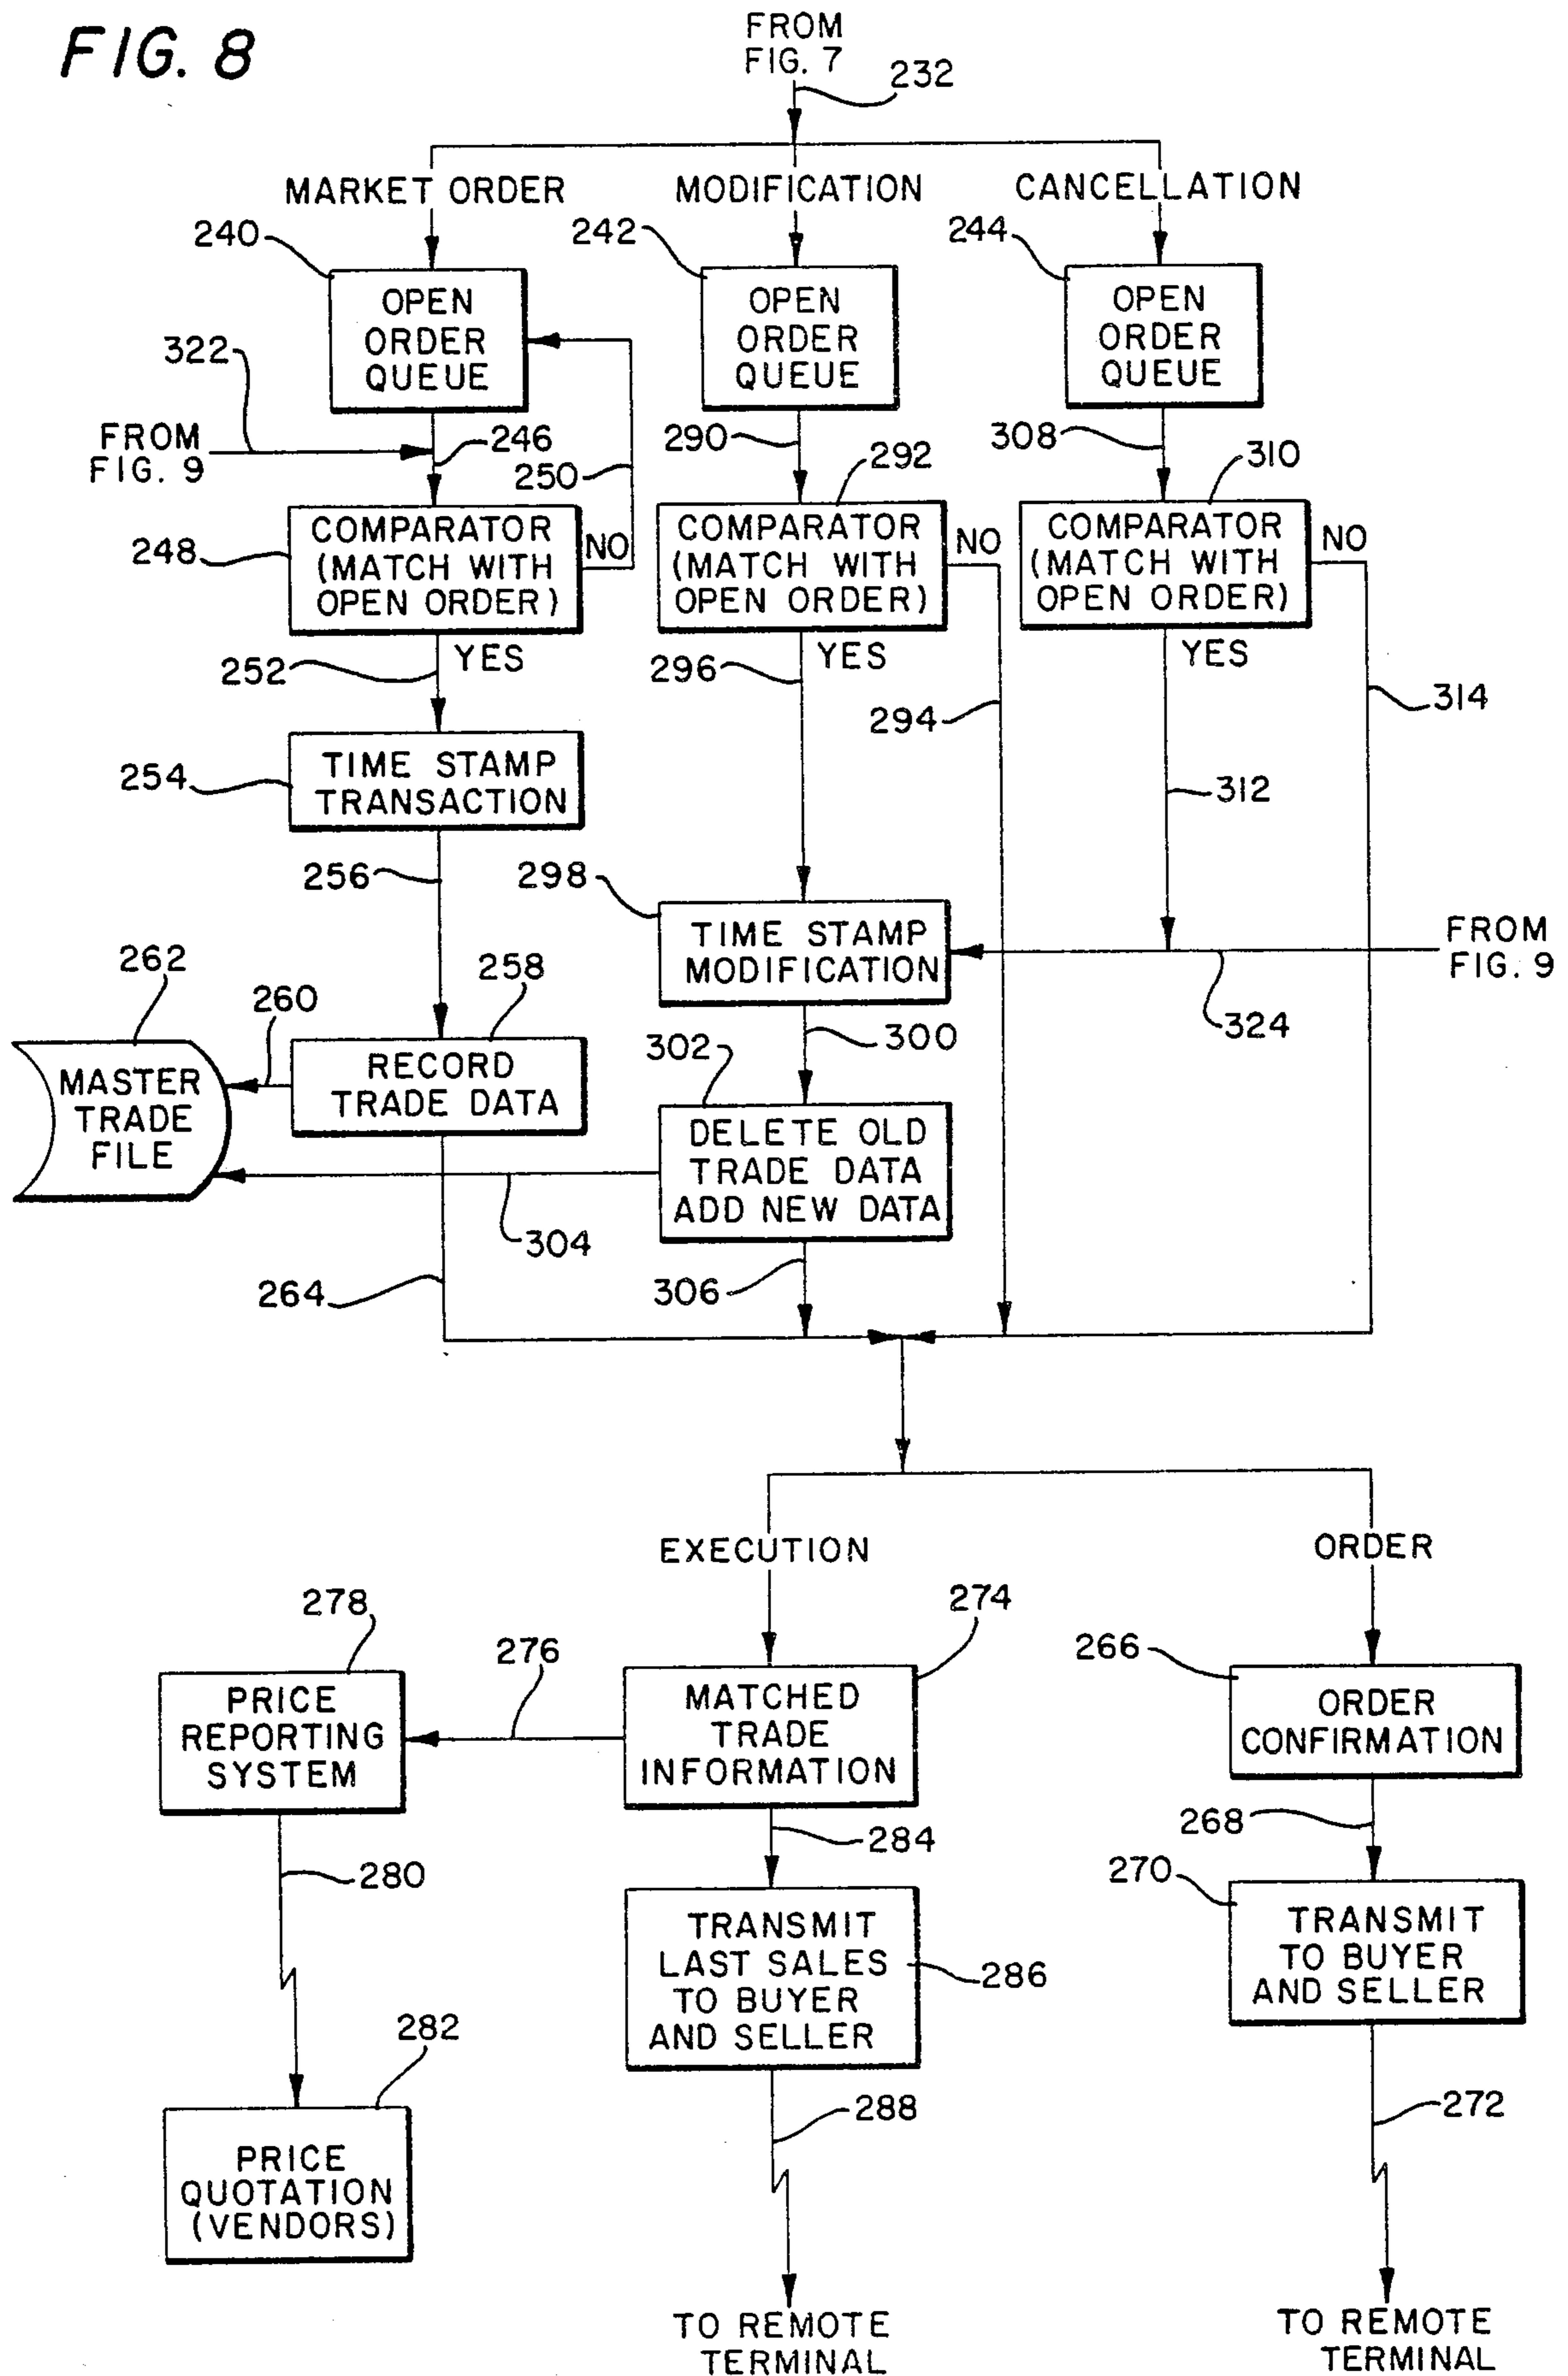 FIG. 8
FROM
FIG. 7
232
MARKET ORDER
MODIFICATION
CANCELLATION
240
242
244
OPEN
ORDER
QUEUE
OPEN
ORDER
QUEUE
OPEN
ORDER
QUEUE
322
FROM
FIG. 9
246
250
290
292
308
310
248
COMPARATOR
(MATCH WITH
OPEN ORDER)
NO
COMPARATOR
(MATCH WITH
OPEN ORDER)
NO
COMPARATOR
(MATCH WITH
OPEN ORDER)
NO
252
YES
296
YES
294
YES
314
254
TIME STAMP
TRANSACTION
312
256
298
TIME STAMP
MODIFICATION
FROM
FIG. 9
324
262
260
258
300
302
MASTER
TRADE
FILE
RECORD
TRADE DATA
DELETE OLD
TRADE DATA
ADD NEW DATA
304
264
306
EXECUTION
ORDER
278
276
274
266
PRICE
REPORTING
SYSTEM
MATCHED
TRADE
INFORMATION
ORDER
CONFIRMATION
280
284
268
270
TRANSMIT
LAST SALES
TO BUYER
AND SELLER
286
TRANSMIT
TO BUYER
AND SELLER
282
288
272
PRICE
QUOTATION
(VENDORS)
TO REMOTE
TERMINAL
TO REMOTE
TERMINAL